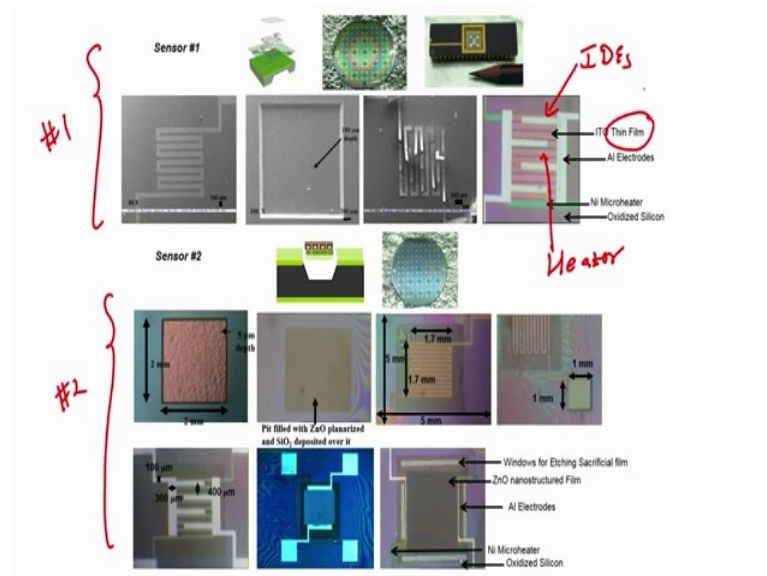 Sensor #1
IDEs
#1
100 μm
depth
ITO Thin Film
Al Electrodes
Ni Microheater
Oxidized Silicon
Heater
Sensor #2
#2
5 μm
depth
2 mm
2 mm
Pit filled with ZnO planarized
and SiO₂ deposited over it
1.7 mm
5 mm
1.7 mm
5 mm
1 mm
1 mm
100 μm
300 μm
400 μm
Windows for Etching Sacrificial film
ZnO nanostructured Film
Al Electrodes
Ni Microheater
Oxidized Silicon